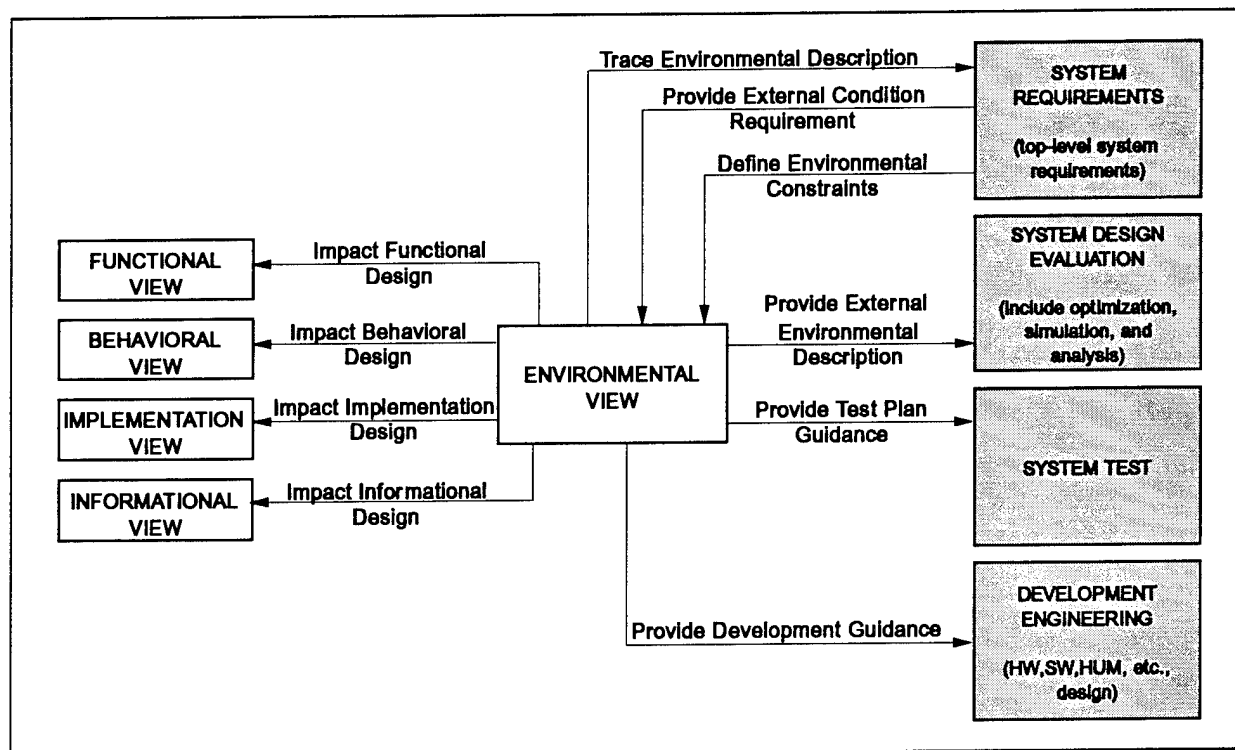 Trace Environmental Description
Provide External Condition
Requirement
Define Environmental
Constraints
SYSTEM
REQUIREMENTS
(top-level system
requirements)
FUNCTIONAL
VIEW
Impact Functional
Design
BEHAVIORAL
VIEW
Impact Behavioral
Design
IMPLEMENTATION
VIEW
Impact Implementation
Design
INFORMATIONAL
VIEW
Impact Informational
Design
ENVIRONMENTAL
VIEW
Provide External
Environmental
Description
SYSTEM DESIGN
EVALUATION
(include optimization,
simulation, and
analysis)
Provide Test Plan
Guidance
SYSTEM TEST
Provide Development Guidance
DEVELOPMENT
ENGINEERING
(HW,SW,HUM, etc.,
design)